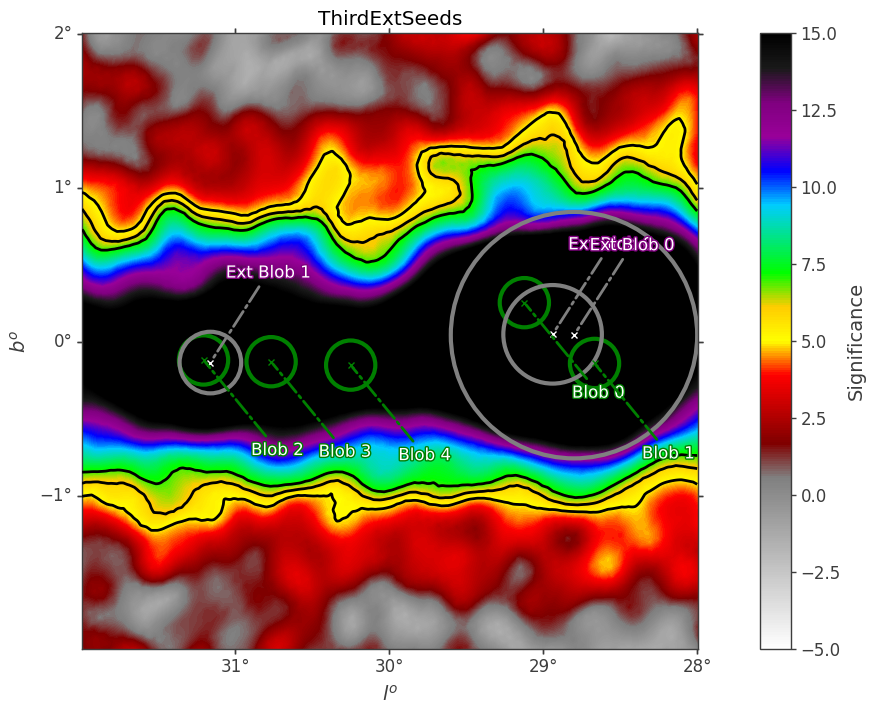 ThirdExtSeeds
2°
1°
0°
−1°
b°
31°
30°
29°
28°
l°
Ext Blob 1
Ext Blob 0
Blob 0
Blob 1
Blob 2
Blob 3
Blob 4
15.0
12.5
10.0
7.5
5.0
2.5
0.0
−2.5
−5.0
Significance